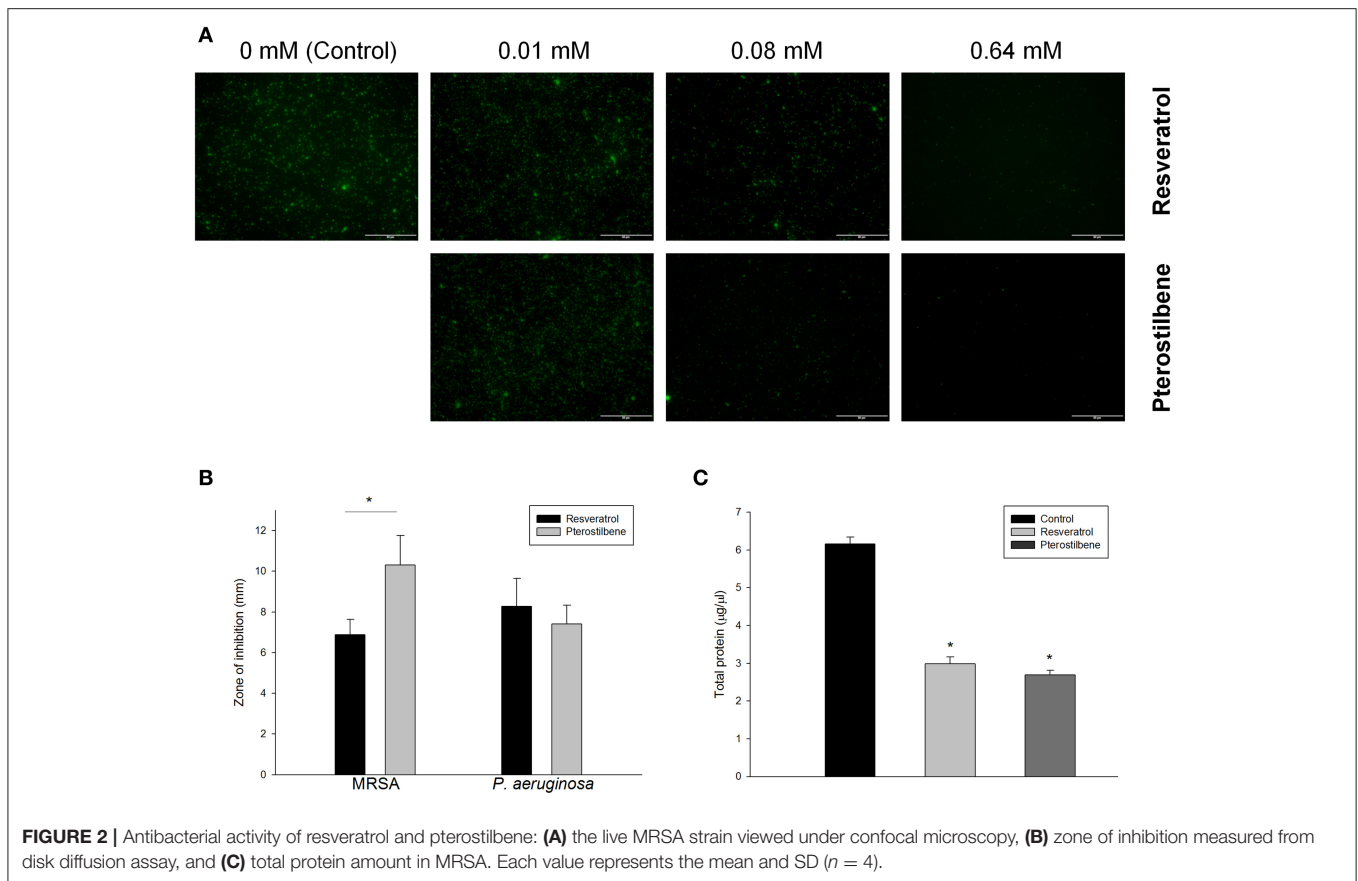 A
0 mM (Control) 0.01 mM 0.08 mM 0.64 mM
Resveratrol
Pterostilbene
B
*
Resveratrol
Pterostilbene
Zone of inhibition (mm)
12
10
8
6
4
2
0
MRSA P. aeruginosa
C
Control
Resveratrol
Pterostilbene
Total protein (μg/μl)
7
6
5
4
3
2
1
0
* *
FIGURE 2 | Antibacterial activity of resveratrol and pterostilbene: (A) the live MRSA strain viewed under confocal microscopy, (B) zone of inhibition measured from
disk diffusion assay, and (C) total protein amount in MRSA. Each value represents the mean and SD (n = 4).